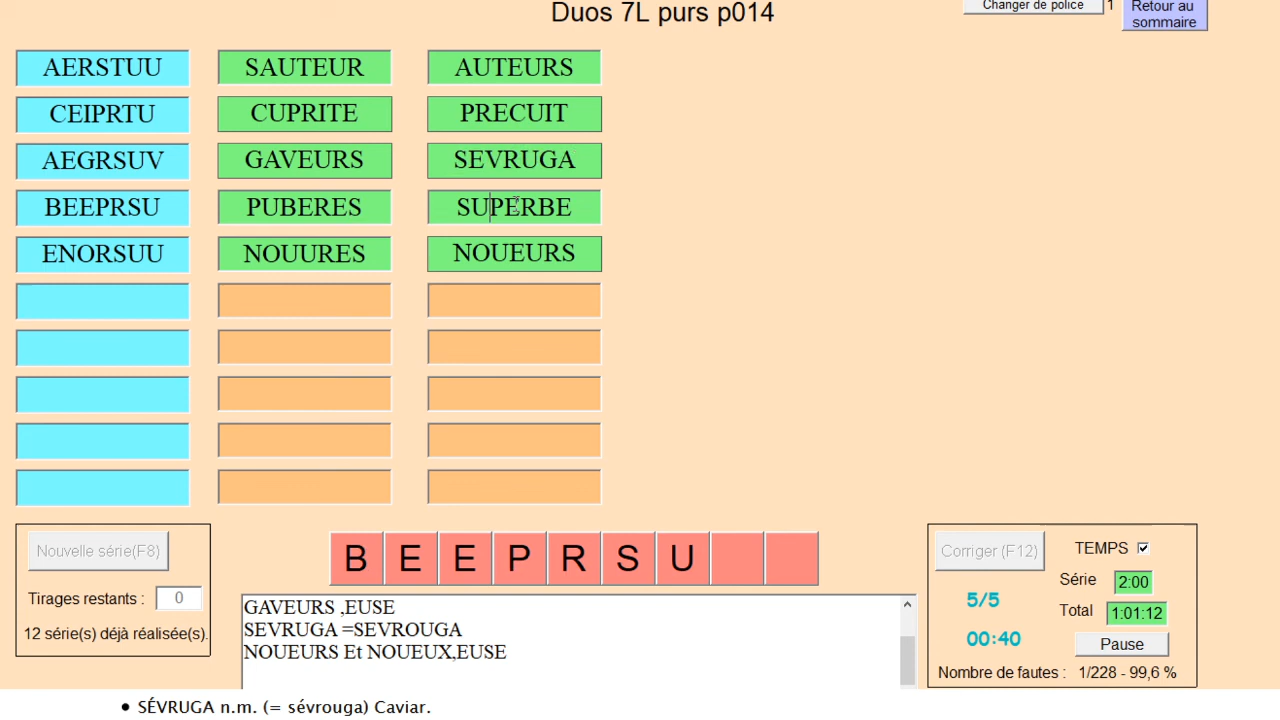 Duos 7L purs p014
Changer de police 1
Retour au
sommaire
AERSTUU SAUTEUR AUTEURS
CEIPRTU CUPRITE PRECUIT
AEGRSUV GAVEURS SEVRUGA
BEEPRSU PUBERES SUPERBE
ENORSUU NOUURES NOUEURS
Nouvelle série(F8)
Tirages restants : 0
12 série(s) déjà réalisée(s).
B E E P R S U
GAVEURS ,EUSE
SEVRUGA =SEVROUGA
NOUEURS Et NOUEUX,EUSE
Corriger (F12) TEMPS
Série 2:00
5/5
Total 1:01:12
00:40
Pause
Nombre de fautes : 1/228 - 99,6 %
• SÉVRUGA n.m. (= sévrouga) Caviar.